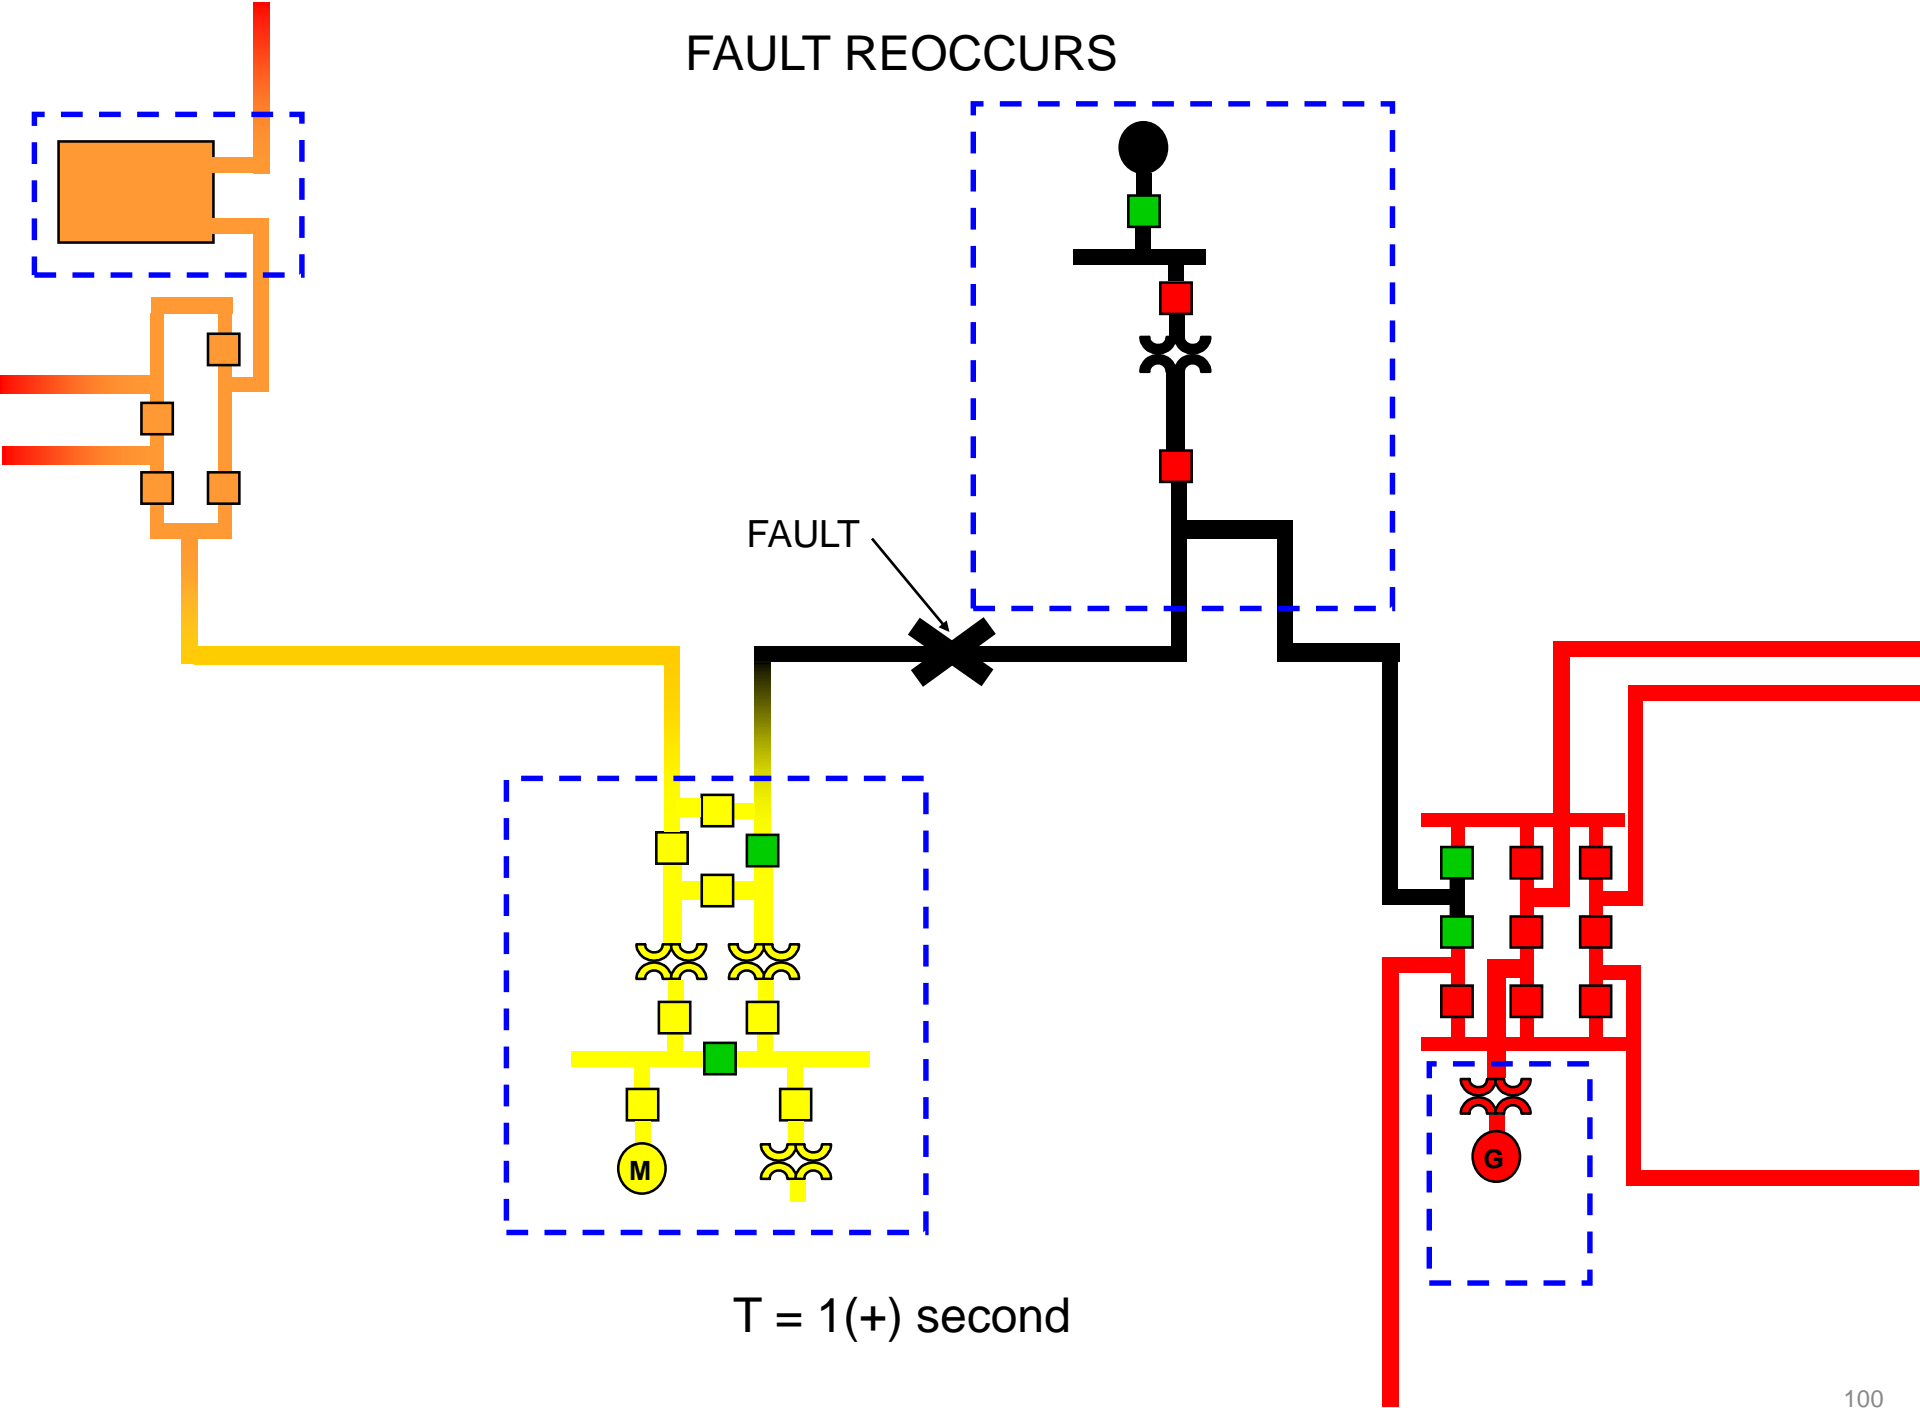 FAULT REOCCURS
FAULT
M
G
T = 1(+) second
100